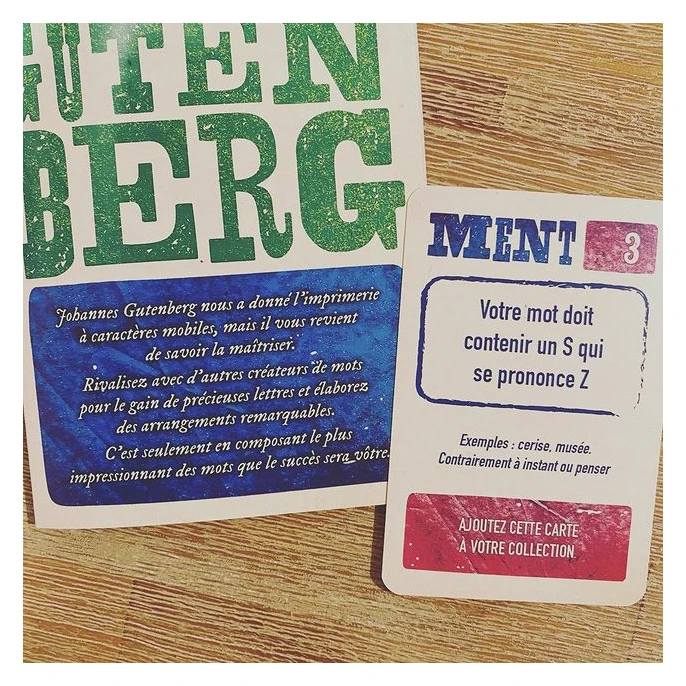 GUTEN
BERG
Johannes Gutenberg nous a donné l'imprimerie
à caractères mobiles, mais il vous revient
de savoir la maîtriser.
Rivalisez avec d'autres créateurs de mots
pour le gain de précieuses lettres et élaborez
des arrangements remarquables.
C'est seulement en composant le plus
impressionnant des mots que le succès sera vôtre.
MENT 3
Votre mot doit
contenir un S qui
se prononce Z
Exemples : cerise, musée.
Contrairement à instant ou penser
AJOUTEZ CETTE CARTE
À VOTRE COLLECTION